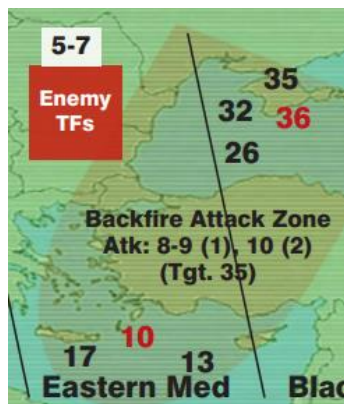 5-7
Enemy
TFs
35
32
36
26
Backfire Attack Zone
Atk: 8-9 (1), 10 (2)
(Tgt. 35)
10
17
13
Eastern Med
Blac